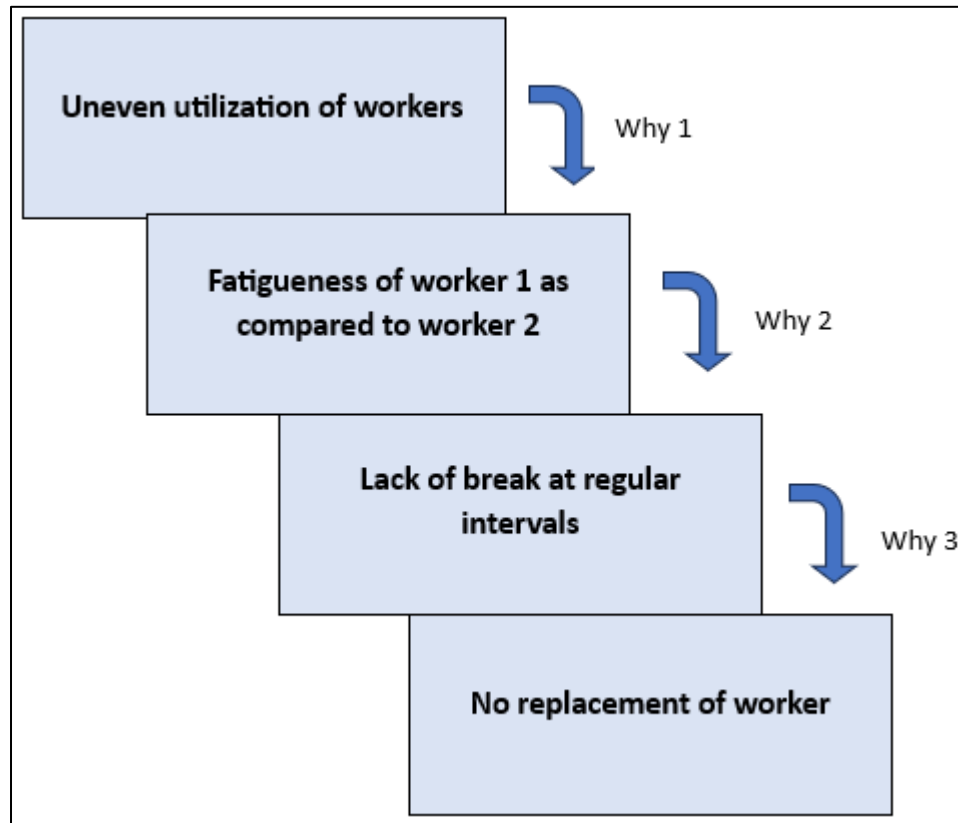 Uneven utilization of workers
Why 1
Fatigueness of worker 1 as
compared to worker 2
Why 2
Lack of break at regular
intervals
Why 3
No replacement of worker